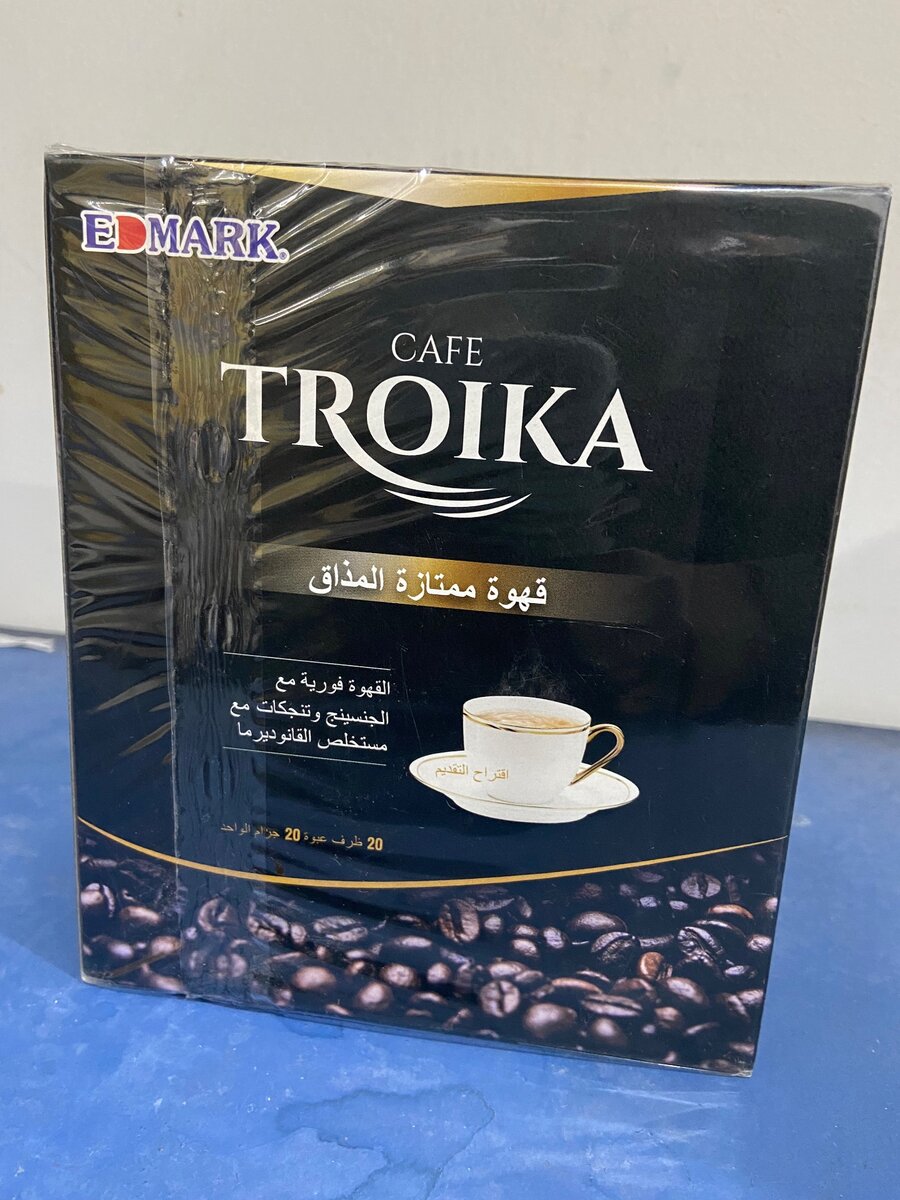 EDMARK®
CAFE
TROIKA
قهوة ممتازة المذاق
القهوة فورية مع
الجنسينج وتنجكات مع
مستخلص القانوديرما
اقتراح التقديم
20 ظرف عبوة 20 جرام الواحد